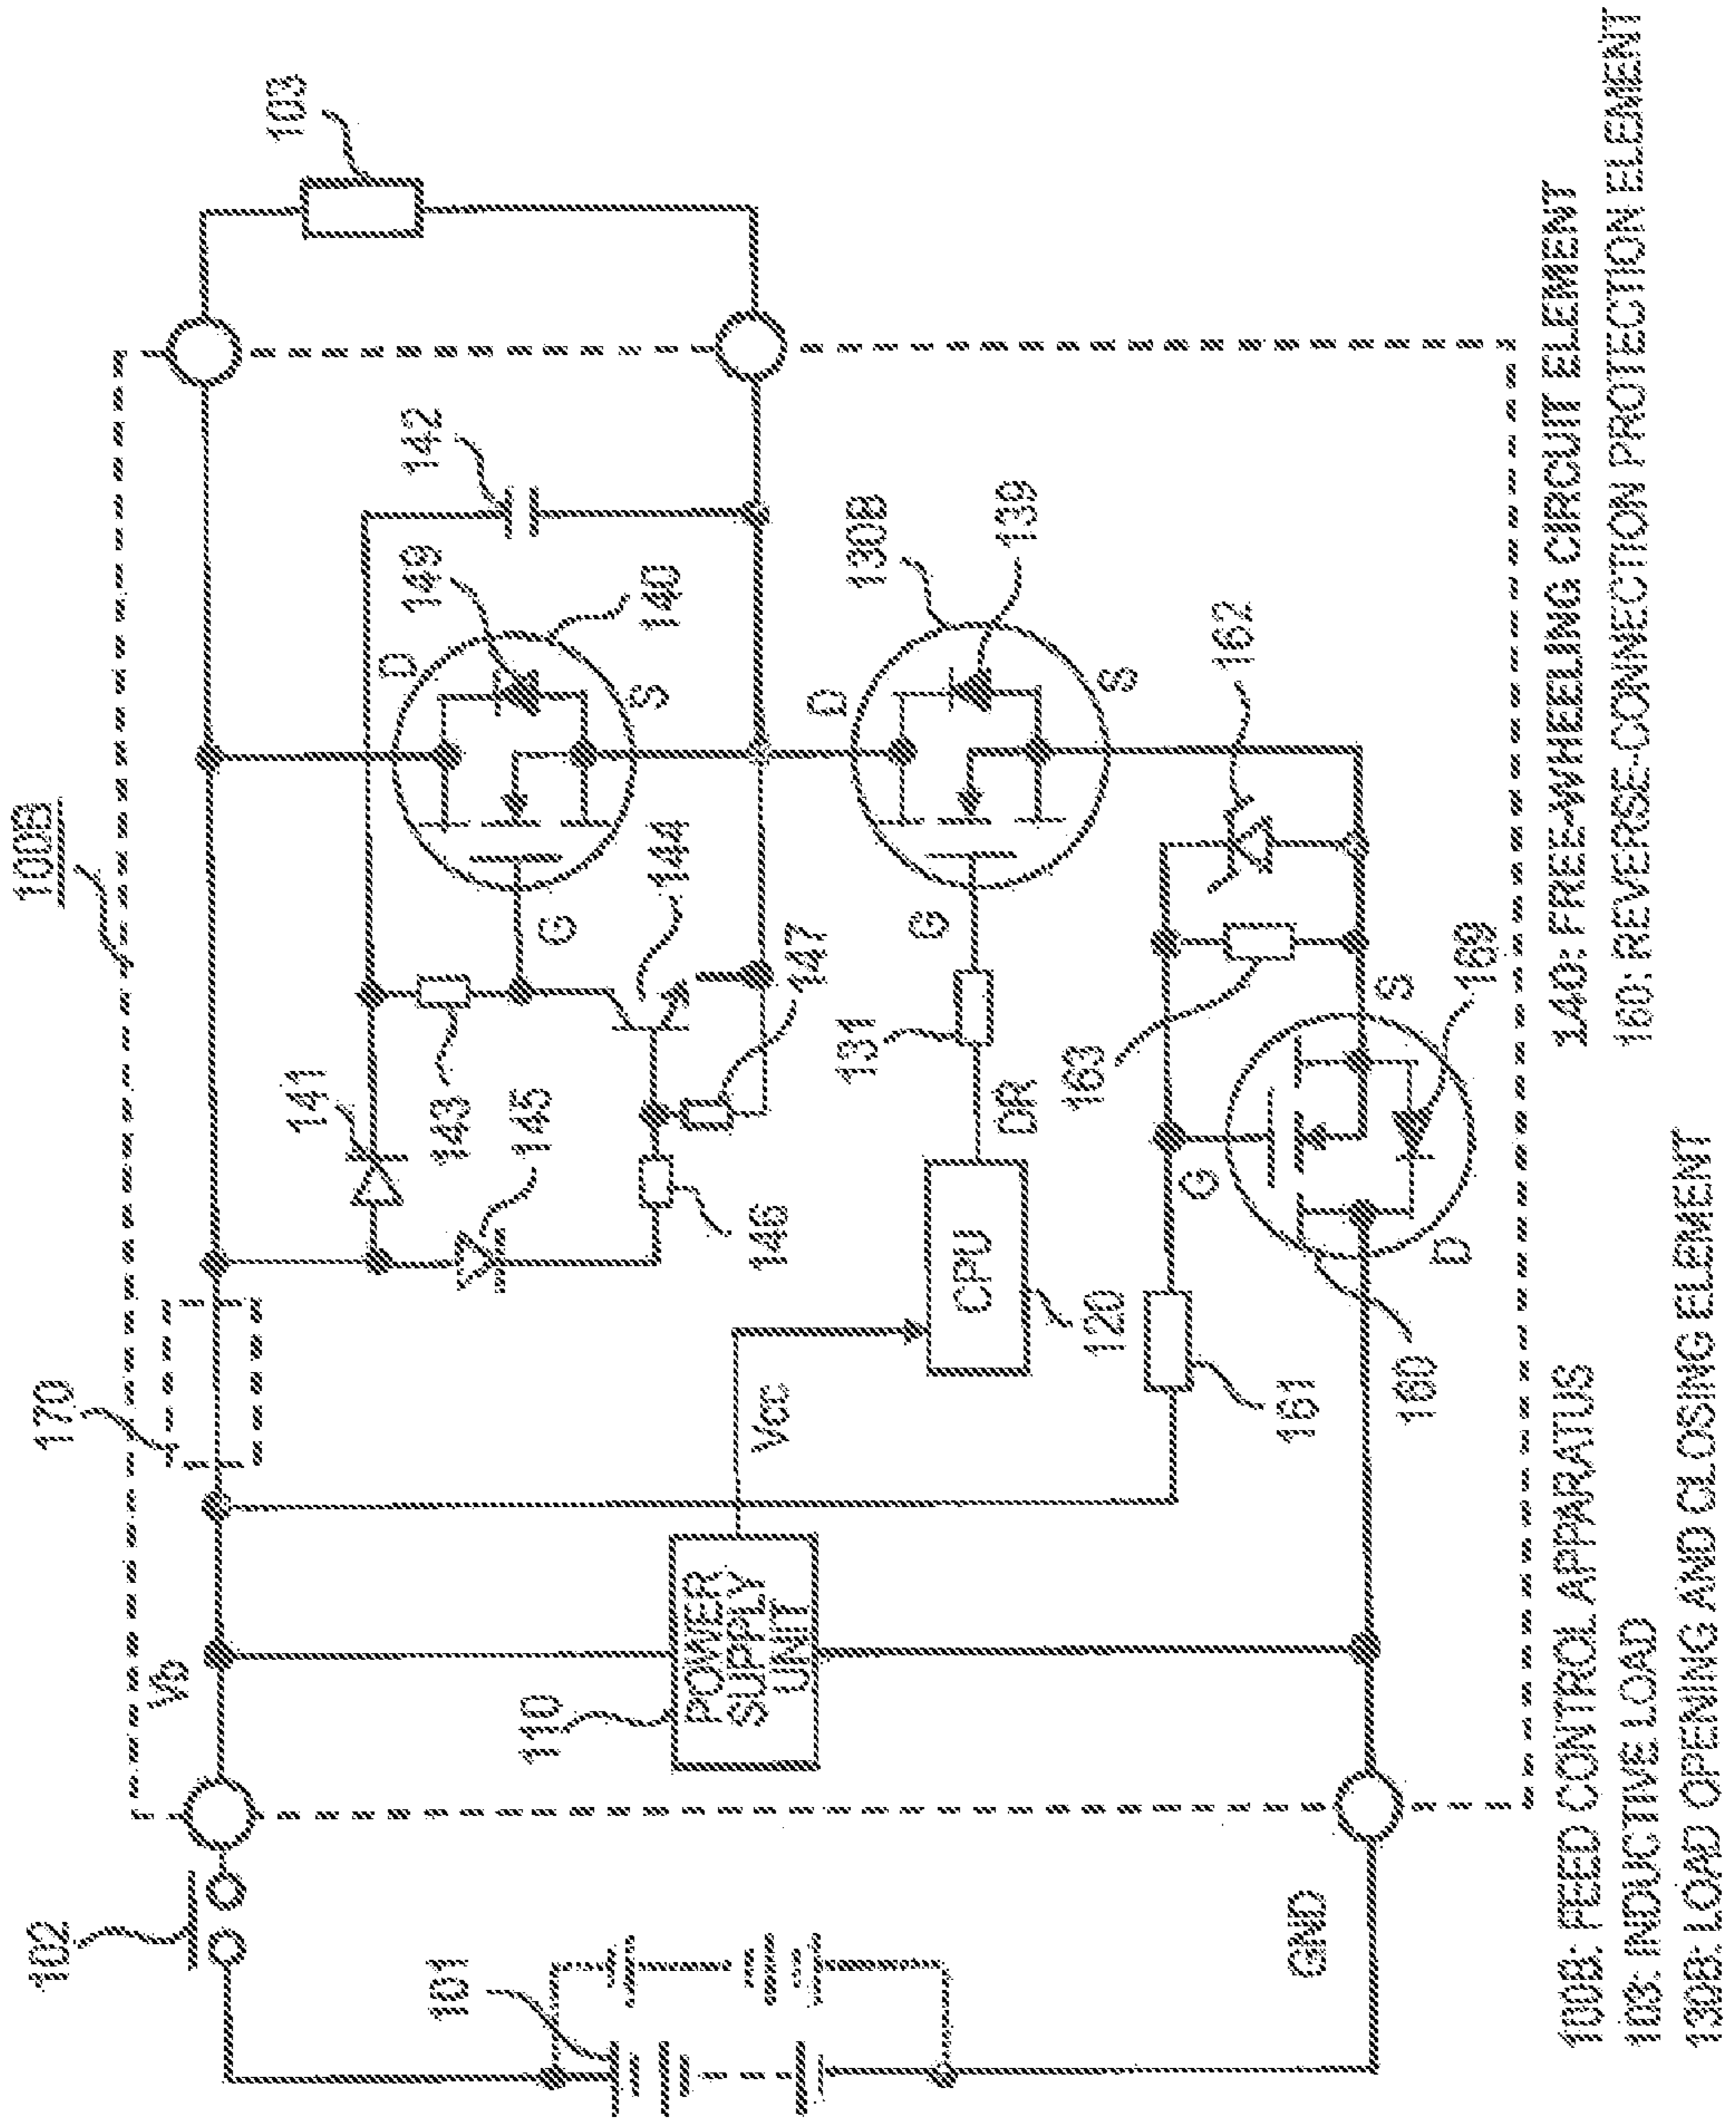 100B
102
Vb
170
103
101
110
POWER
SUPPLY
UNIT
Vcc
141
143
145
146
147
144
G
D
S
149
140
142
CPU
120
DR
131
G
D
S
130B
139
161
G
D
S
160
163
162
169
GND
100B: FEED CONTROL APPARATUS
103: INDUCTIVE LOAD
130B: LOAD OPENING AND CLOSING ELEMENT
140: FREE-WHEELING CIRCUIT ELEMENT
160: REVERSE-CONNECTION PROTECTION ELEMENT